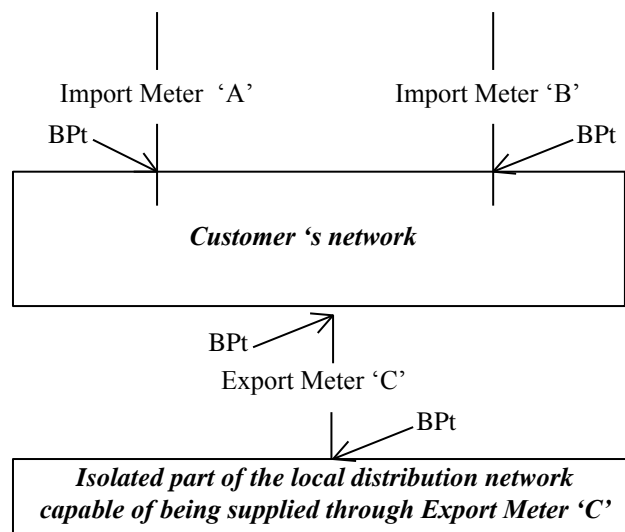 Import Meter ‘A’ Import Meter ‘B’
BPt BPt
Customer ‘s network
BPt
Export Meter ‘C’
BPt
Isolated part of the local distribution network
capable of being supplied through Export Meter ‘C’